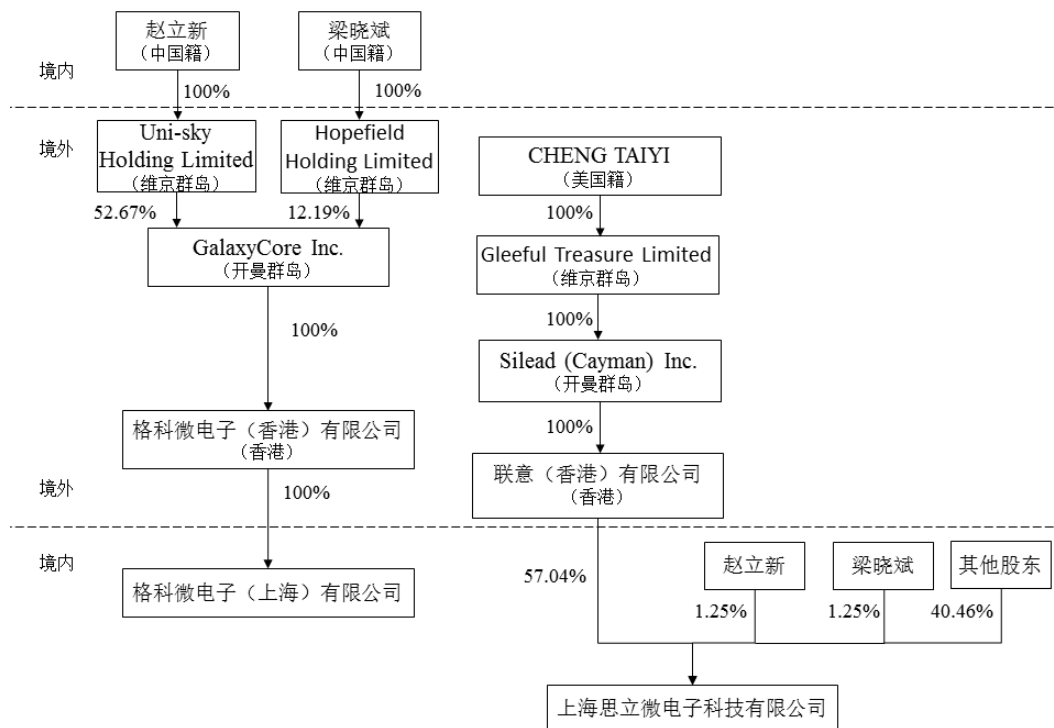 赵立新
（中国籍）
梁晓斌
（中国籍）
境内
100%
100%
境外
Uni-sky
Holding Limited
（维京群岛）
Hopefield
Holding Limited
（维京群岛）
CHENG TAIYI
（美国籍）
52.67%
12.19%
100%
GalaxyCore Inc.
（开曼群岛）
Gleeful Treasure Limited
（维京群岛）
100%
100%
Silead (Cayman) Inc.
（开曼群岛）
格科微电子（香港）有限公司
（香港）
100%
联意（香港）有限公司
（香港）
境外
100%
境内
格科微电子（上海）有限公司
57.04%
赵立新
梁晓斌
其他股东
1.25%
1.25%
40.46%
上海思立微电子科技有限公司